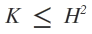 K ≤ H²